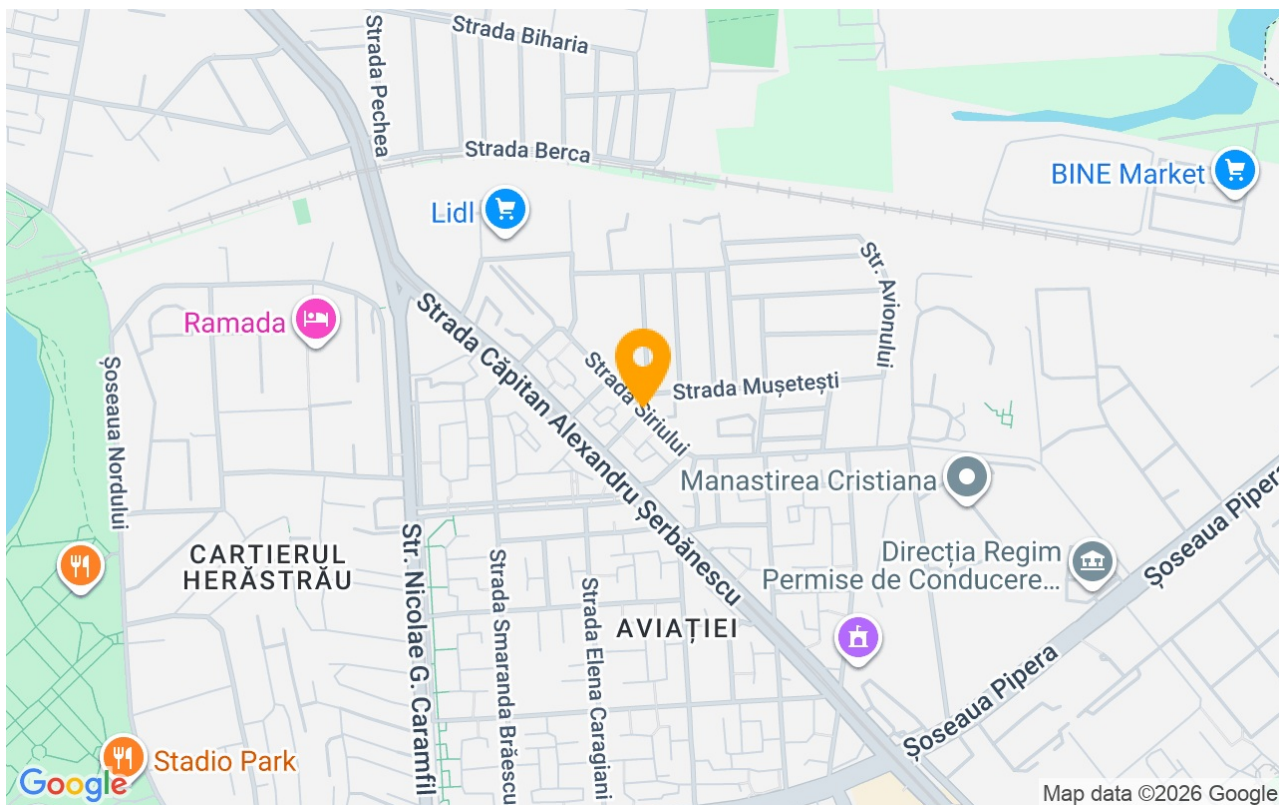 Strada Biharia
Strada Pechea
Strada Berca
BINE Market
Lidl
Str. Avionului
Ramada
Strada Căpitan Alexandru Șerbănescu
Strada Siriului
Strada Mușetești
Șoseaua Nordului
Manastirea Cristiana
Șoseaua Pipera
CARTIERUL
HERĂSTRĂU
Str. Nicolae G. Caramfil
Strada Smaranda Brăescu
Strada Elena Caragiani
Direcția Regim
Permise de Conducere...
AVIAȚIEI
Șoseaua Pipera
Stadio Park
Google
Map data ©2026 Google